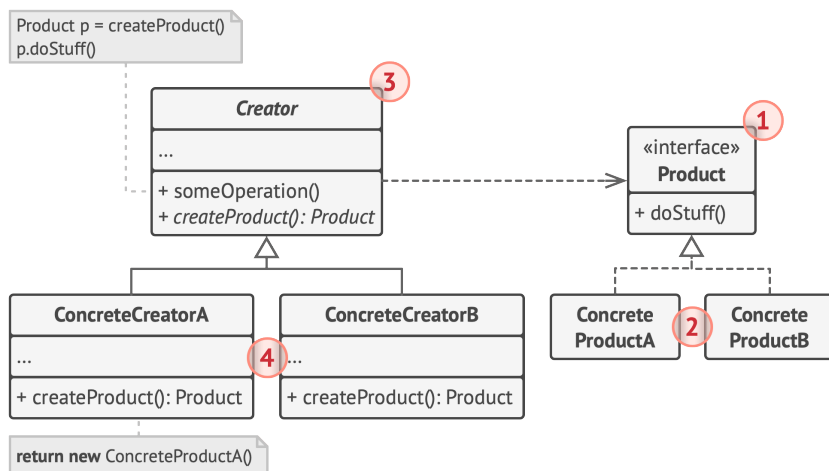 Product p = createProduct()
p.doStuff()
3
Creator
...
+ someOperation()
+ createProduct(): Product
1
«interface»
Product
+ doStuff()
ConcreteCreatorA
...
+ createProduct(): Product
4
ConcreteCreatorB
...
+ createProduct(): Product
Concrete
ProductA
2
Concrete
ProductB
return new ConcreteProductA()